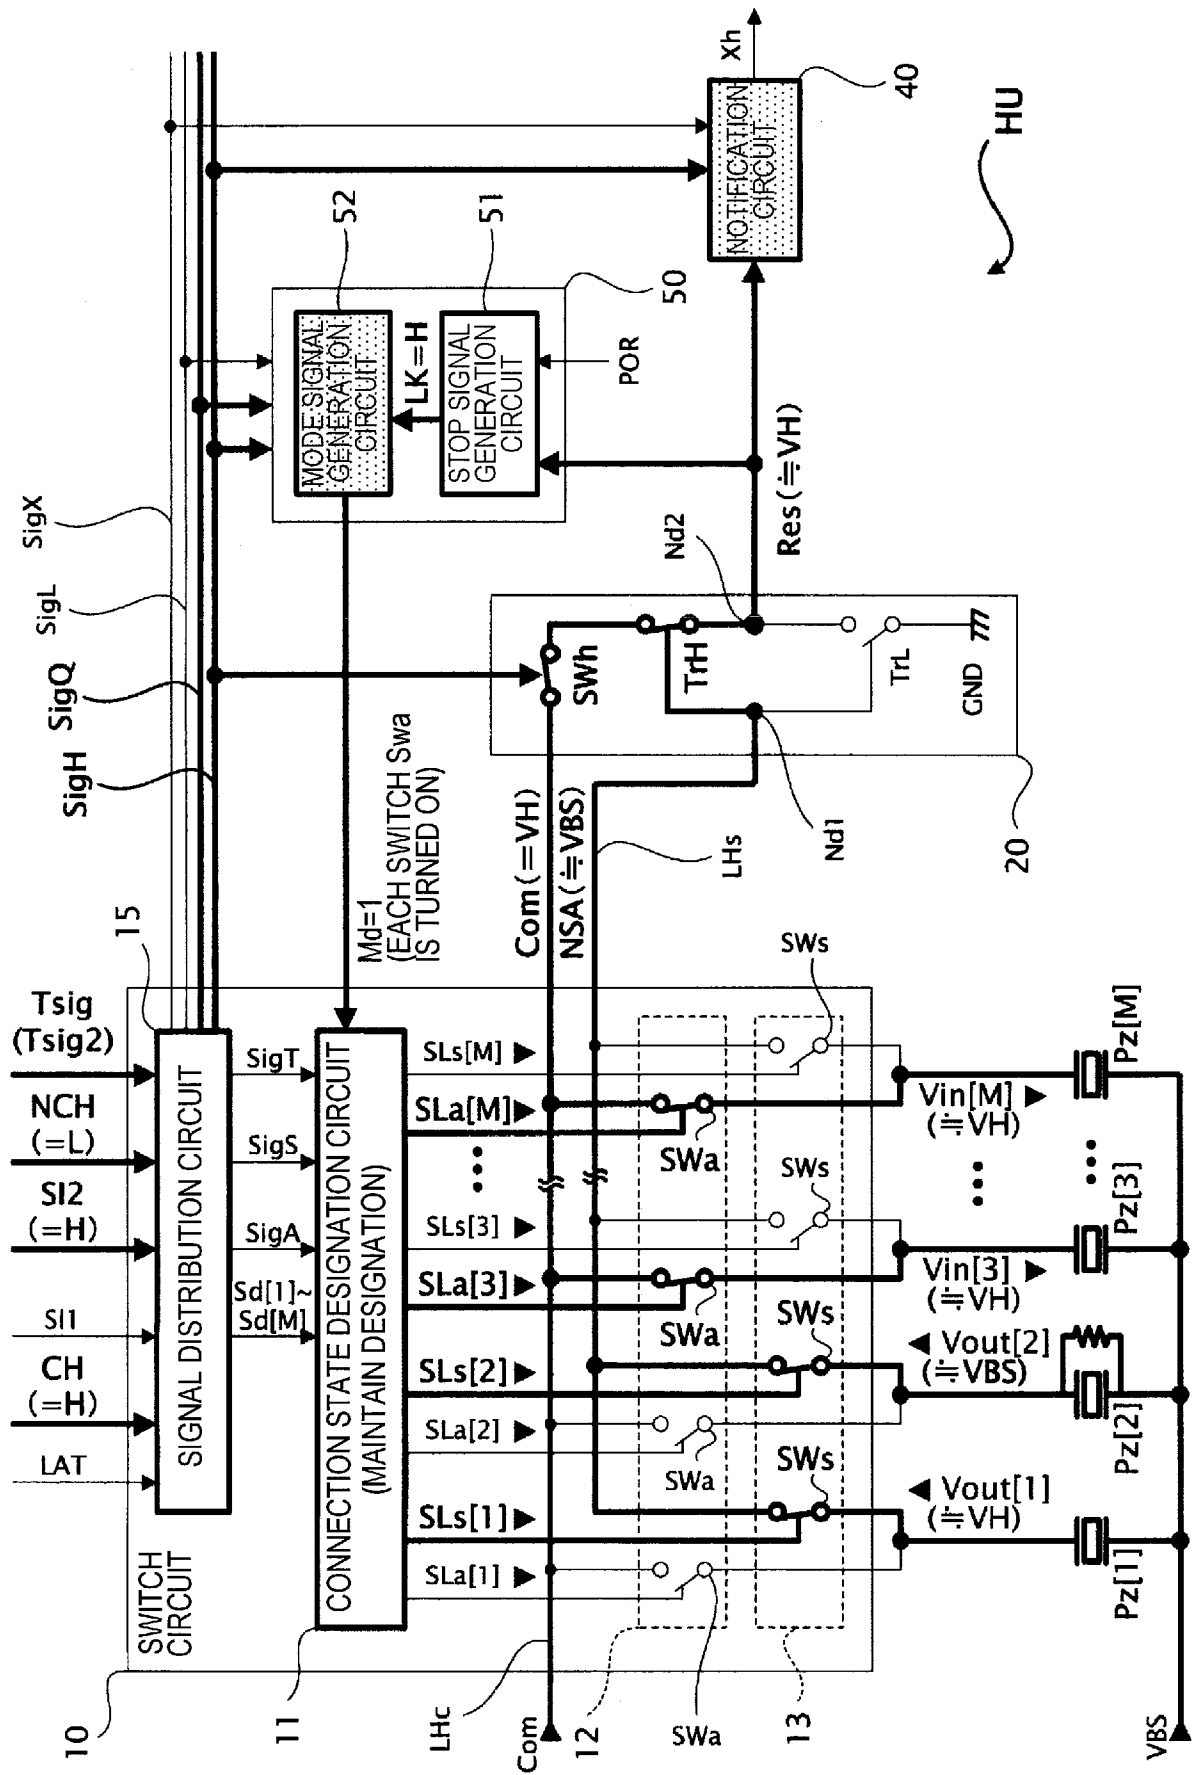 SWITCH
CIRCUIT
10
15
11
12
13
20
40
50
51
52
HU
LAT
CH
(=H)
SI1
SI2
(=H)
NCH
(=L)
Tsig
(Tsig2)
SIGNAL DISTRIBUTION CIRCUIT
Sd[1]~
Sd[M]
SigA
SigS
SigT
SigH
SigQ
SigL
SigX
CONNECTION STATE DESIGNATION CIRCUIT
(MAINTAIN DESIGNATION)
Md=1
(EACH SWITCH Swa
IS TURNED ON)
MODE SIGNAL
GENERATION
CIRCUIT
LK=H
STOP SIGNAL
GENERATION
CIRCUIT
POR
NOTIFICATION
CIRCUIT
Xh
SLa[1]
SLs[1]
SLa[2]
SLs[2]
SLa[3]
SLs[3]
SLa[M]
SLs[M]
LHc
Com
Com(=VH)
NSA(≒VBS)
LHs
SWh
TrH
TrL
GND
Nd1
Nd2
Res(≒VH)
SWa
SWs
SWa
SWs
SWa
SWs
SWa
SWs
Vout[1]
(≒VH)
Vout[2]
(≒VBS)
Vin[3]
(≒VH)
Vin[M]
(≒VH)
Pz[1]
Pz[2]
Pz[3]
Pz[M]
VBS